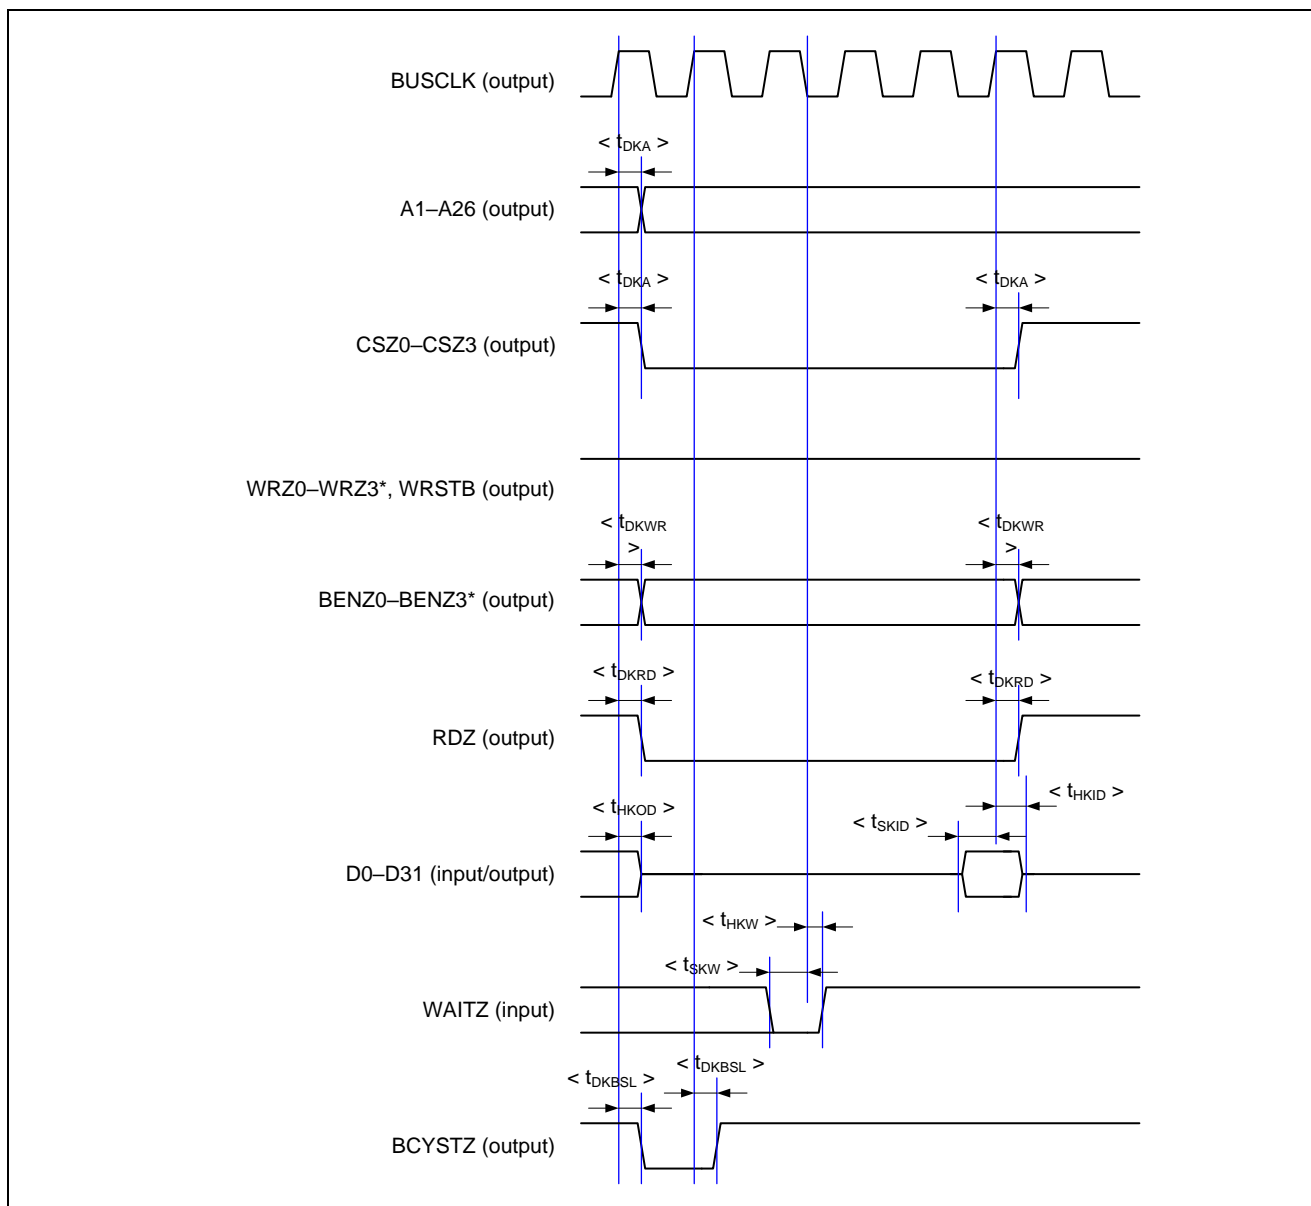 BUSCLK (output)
< tDKA >
A1–A26 (output)
< tDKA >
< tDKA >
CSZ0–CSZ3 (output)
WRZ0–WRZ3*, WRSTB (output)
< tDKWR
>
< tDKWR
>
BENZ0–BENZ3* (output)
< tDKRD >
< tDKRD >
RDZ (output)
< tHKID >
< tHKOD >
< tSKID >
D0–D31 (input/output)
< tHKW >
< tSKW >
WAITZ (input)
< tDKBSL >
< tDKBSL >
BCYSTZ (output)